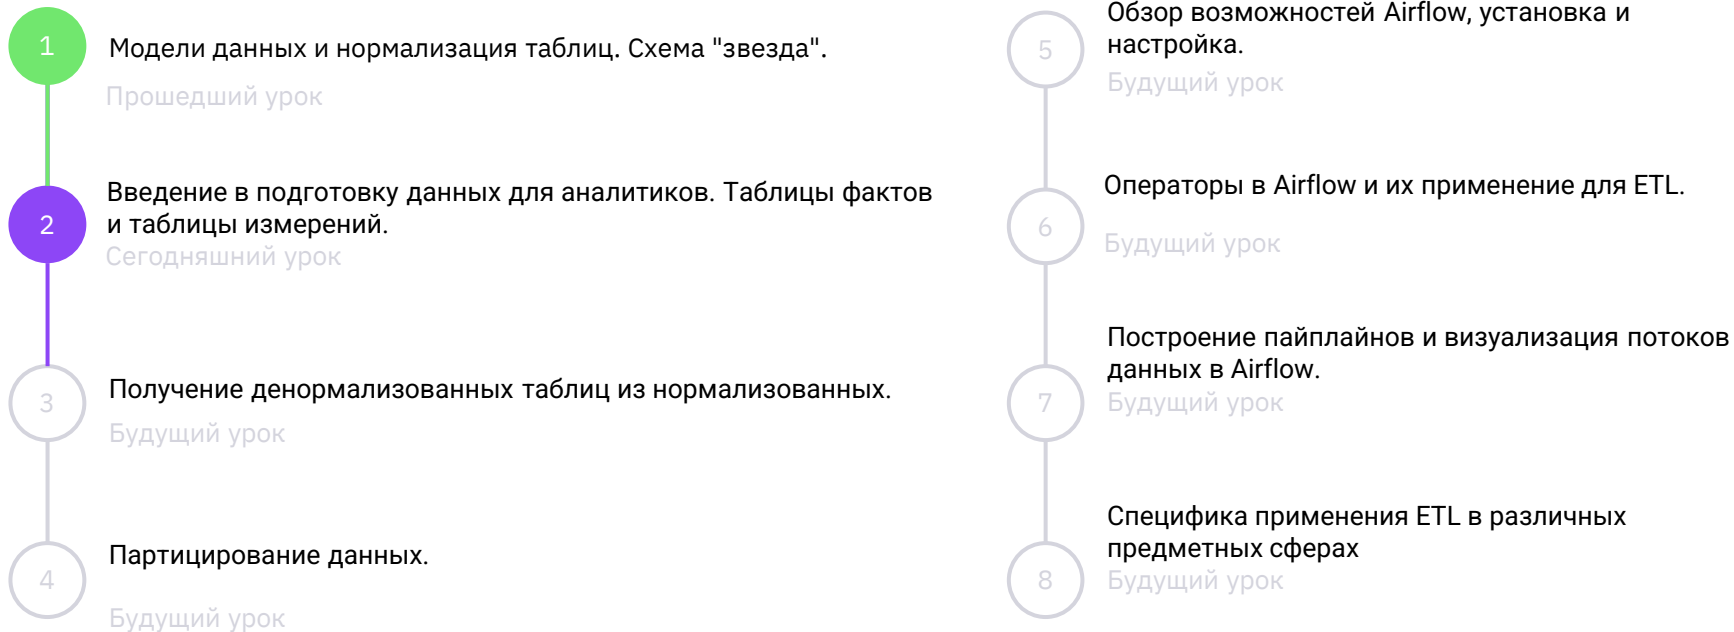 1
Модели данных и нормализация таблиц. Схема "звезда".
Прошедший урок
2
Введение в подготовку данных для аналитиков. Таблицы фактов
и таблицы измерений.
Сегодняшний урок
3
Получение денормализованных таблиц из нормализованных.
Будущий урок
4
Партицирование данных.
Будущий урок
5
Обзор возможностей Airflow, установка и
настройка.
Будущий урок
6
Операторы в Airflow и их применение для ETL.
Будущий урок
7
Построение пайплайнов и визуализация потоков
данных в Airflow.
Будущий урок
8
Специфика применения ETL в различных
предметных сферах
Будущий урок